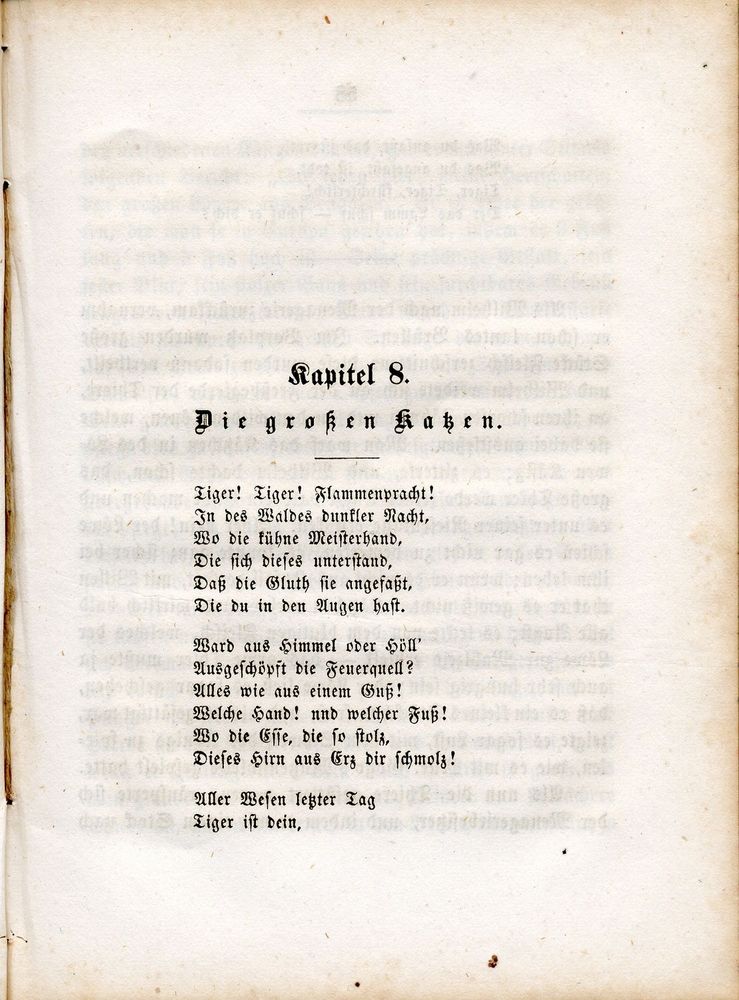 Kapitel 8.
Die großen Katzen.
Tiger! Tiger! Flammenpracht!
In des Waldes dunkler Nacht,
Wo die kühne Meisterhand,
Die sich dieses unterstand,
Daß die Gluth sie angefaßt,
Die du in den Augen hast.
Ward aus Himmel oder Höll'
Ausgeschöpft die Feuerquell?
Alles wie aus einem Guß!
Welche Hand! und welcher Fuß!
Wo die Esse, die so stolz,
Dieses Hirn aus Erz dir schmolz!
Aller Wesen letzter Tag
Tiger ist dein,